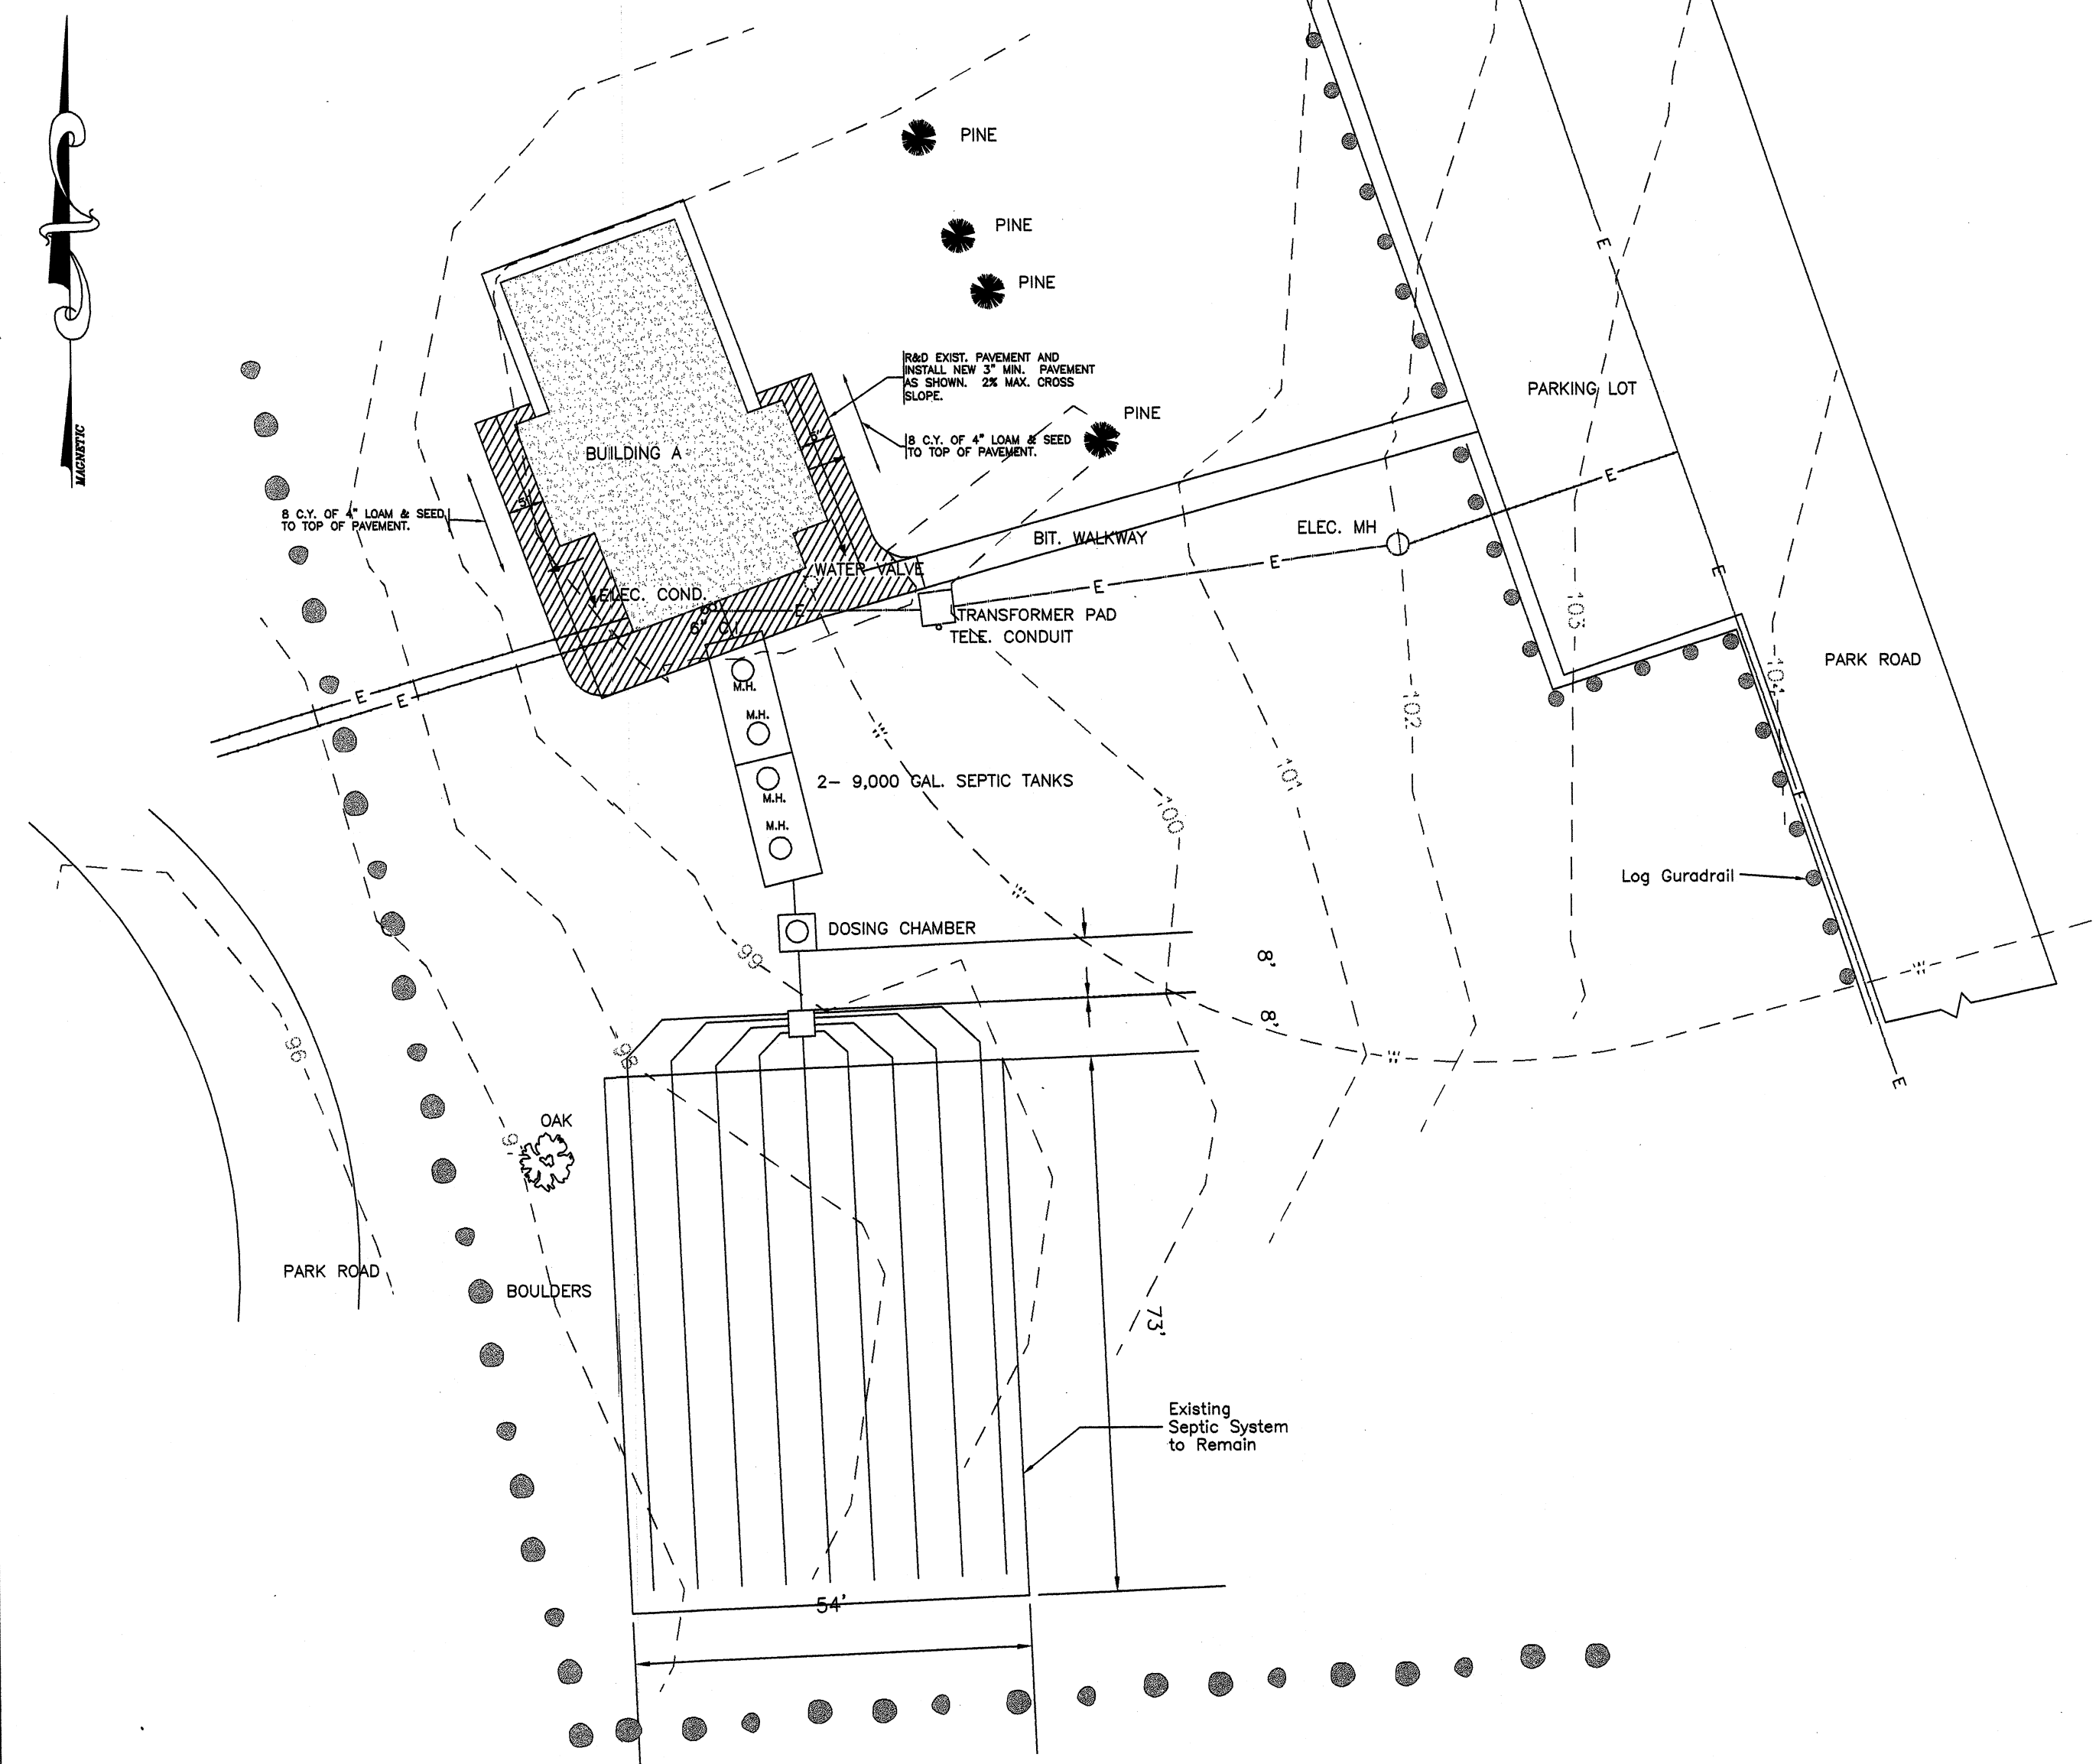 PINE
PINE
PINE
R&D EXIST. PAVEMENT AND
INSTALL NEW 3" MIN. PAVEMENT
AS SHOWN. 2% MAX. CROSS
SLOPE.
PARKING LOT
PINE
8 C.Y. OF 4" LOAM & SEED
TO TOP OF PAVEMENT.
MAGNETIC
BUILDING A
5'
E
E
8 C.Y. OF 4" LOAM & SEED
TO TOP OF PAVEMENT.
5'
ELEC. MH
BIT. WALKWAY
WATER VALVE
E
E
E
ELEC. COND.
E
6" C.I.
TRANSFORMER PAD
TELE. CONDUIT
103
PARK ROAD
104
E
E
M.H.
102
M.H.
W
101
2- 9,000 GAL. SEPTIC TANKS
M.H.
100
E
M.H.
W
Log Guradrail
DOSING CHAMBER
99
8'
W
8'
96
98
W
E
OAK
PARK ROAD
BOULDERS
73'
Existing
Septic System
to Remain
54'